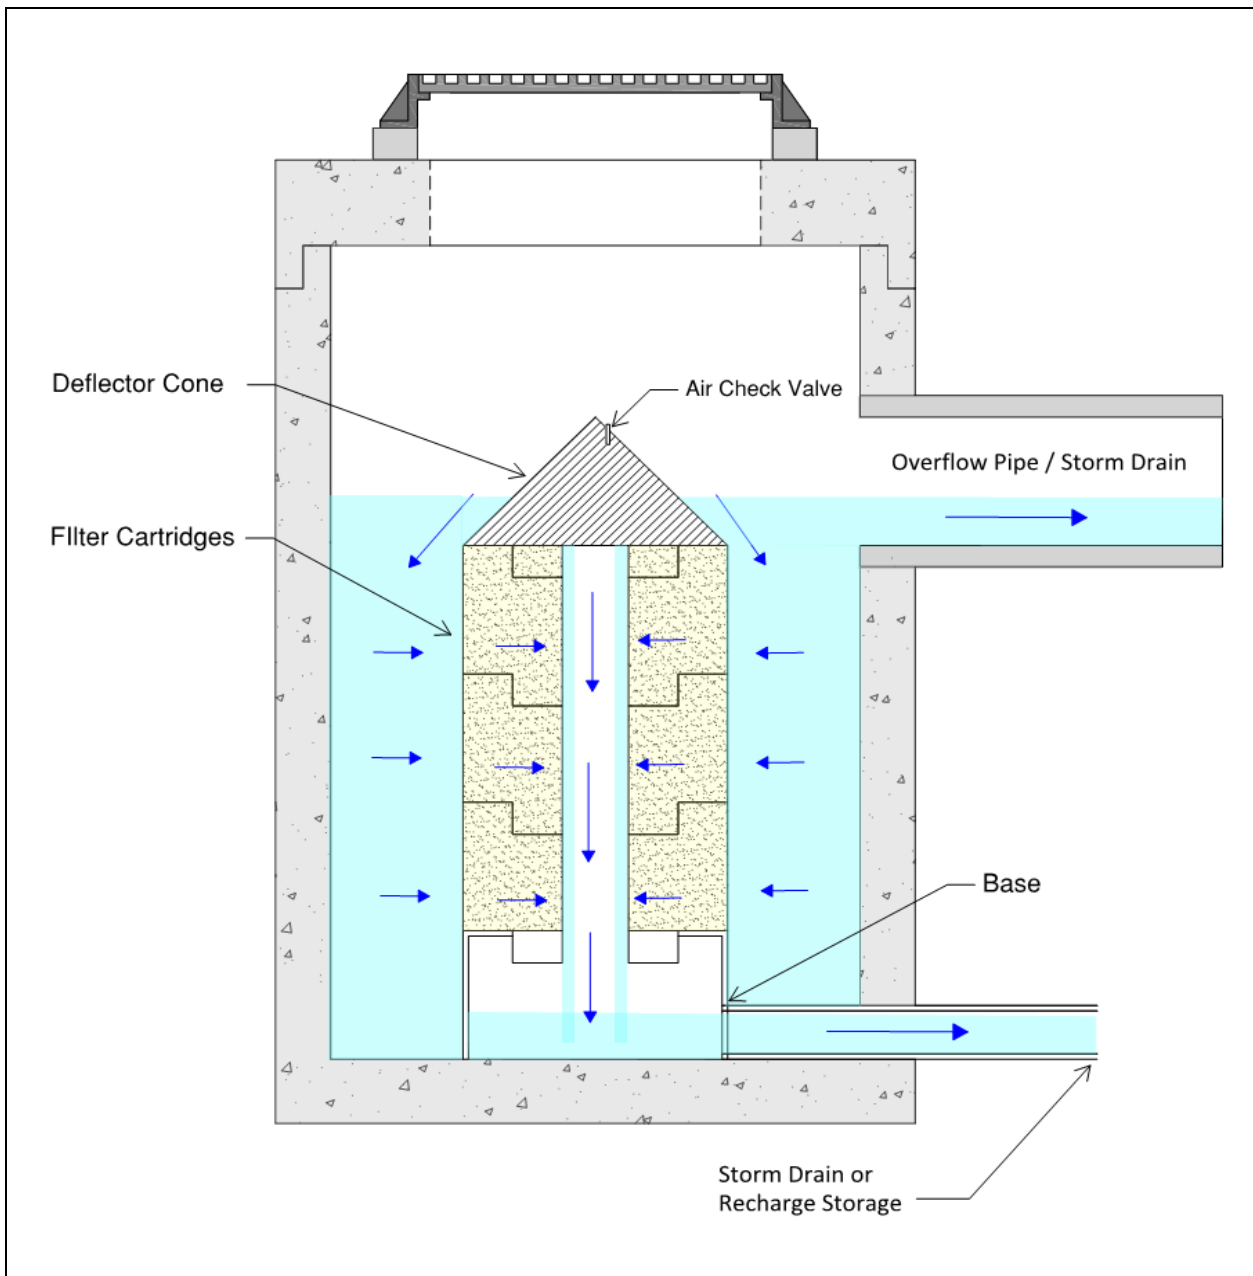 Deflector Cone
Air Check Valve
Overflow Pipe / Storm Drain
FIlter Cartridges
Base
Storm Drain or
Recharge Storage